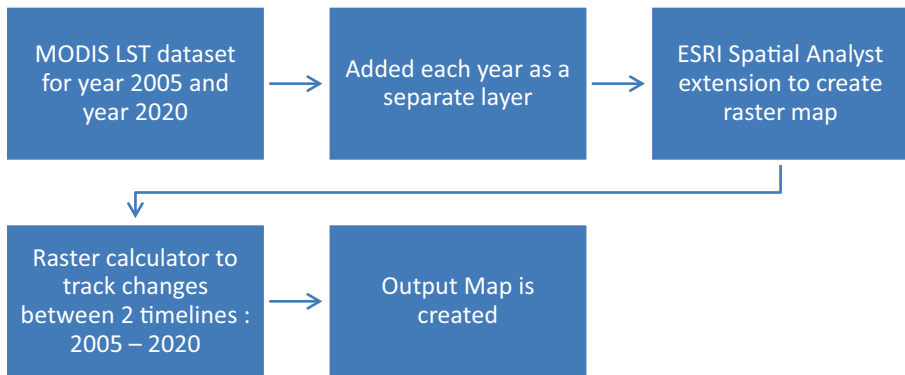 MODIS LST dataset
for year 2005 and
year 2020
Added each year as a
separate layer
ESRI Spatial Analyst
extension to create
raster map
Raster calculator to
track changes
between 2 timelines :
2005 – 2020
Output Map is
created